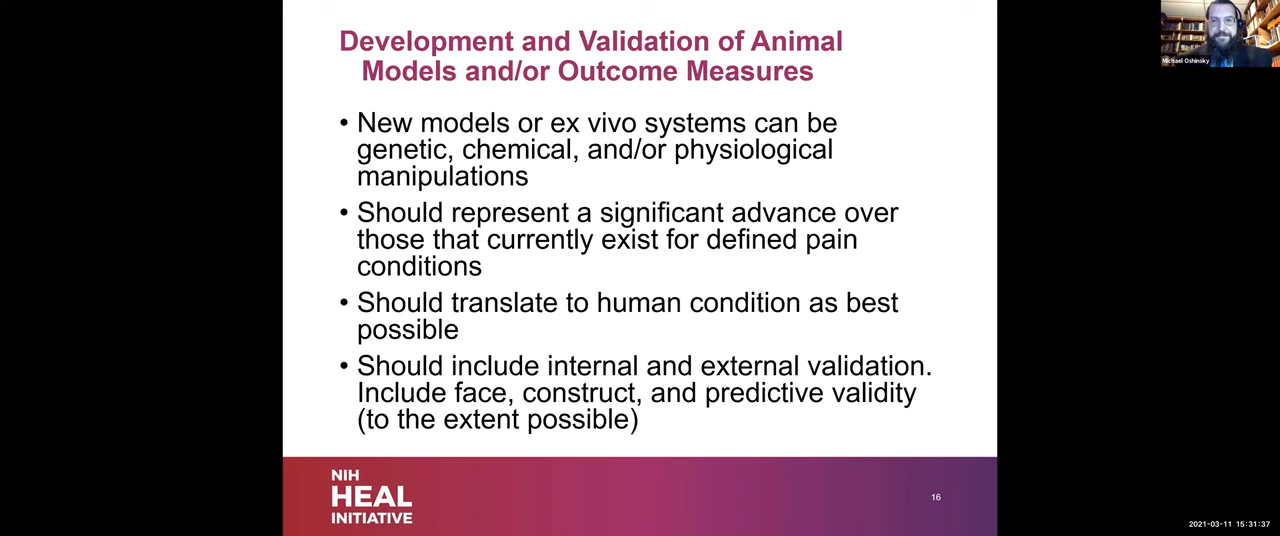 Development and Validation of Animal
Models and/or Outcome Measures
• New models or ex vivo systems can be
genetic, chemical, and/or physiological
manipulations
• Should represent a significant advance over
those that currently exist for defined pain
conditions
• Should translate to human condition as best
possible
• Should include internal and external validation.
Include face, construct, and predictive validity
(to the extent possible)
NIH
HEAL
INITIATIVE
16
Michael Oshinsky
2021-03-11 15:31:37